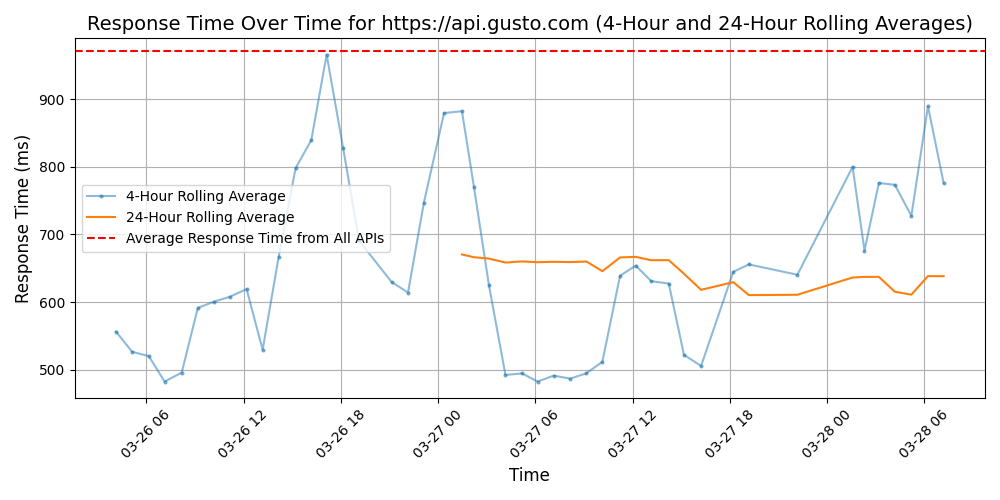 Response Time Over Time for https://api.gusto.com (4-Hour and 24-Hour Rolling Averages)
Response Time (ms)
900
800
700
600
500
4-Hour Rolling Average
24-Hour Rolling Average
Average Response Time from All APIs
03-26 06
03-26 12
03-26 18
03-27 00
03-27 06
03-27 12
03-27 18
03-28 00
03-28 06
Time